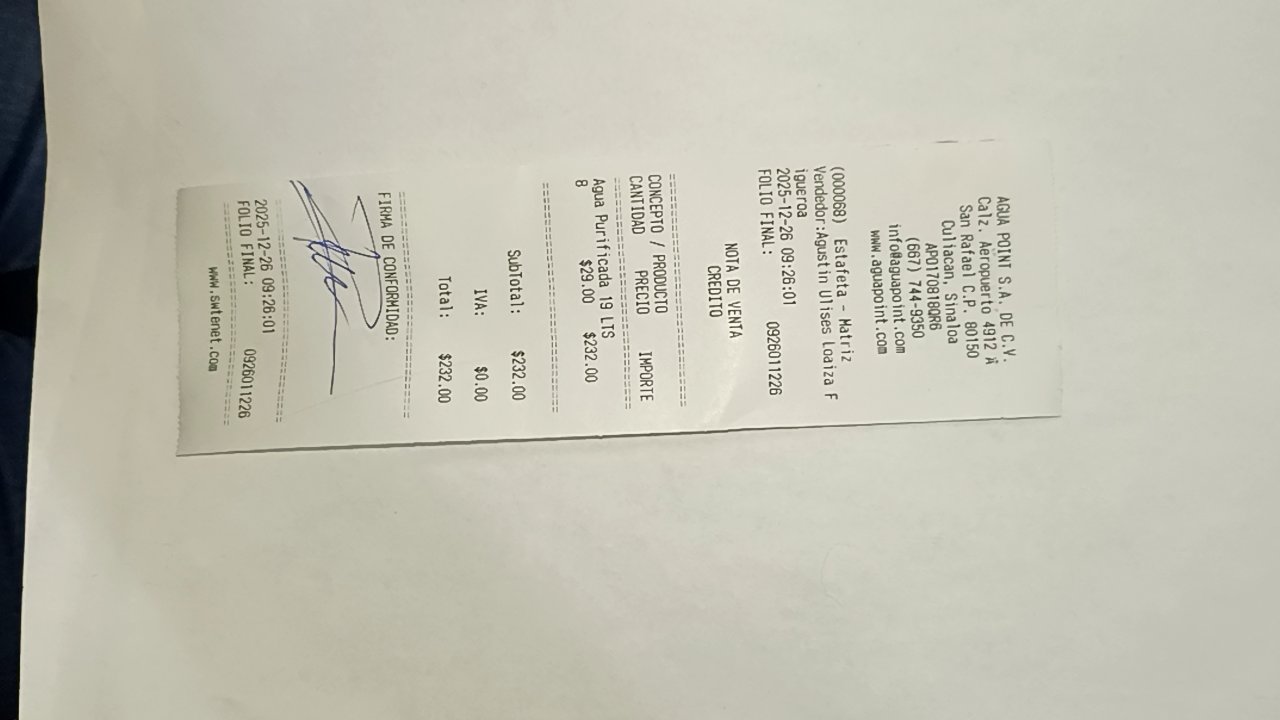 AGUA POINT S.A. DE C.V.
Calz. Aeropuerto 4912 A
San Rafael C.P. 80150
Culiacan, Sinaloa
APO170818QR6
(667) 744-9350
info@aguapoint.com
www.aguapoint.com
(000068) Estafeta - Matriz
Vendedor:Agustin Ulises Loaiza F
igueroa
2025-12-26 09:26:01
FOLIO FINAL: 0926011226
NOTA DE VENTA
CREDITO
================================
CONCEPTO / PRODUCTO
CANTIDAD PRECIO IMPORTE
================================
Agua Purificada 19 LTS
8 $29.00 $232.00
================================
SubTotal: $232.00
IVA: $0.00
Total: $232.00
================================
FIRMA DE CONFORMIDAD:
================================
2025-12-26 09:26:01
FOLIO FINAL: 0926011226
================================
www.swtenet.com